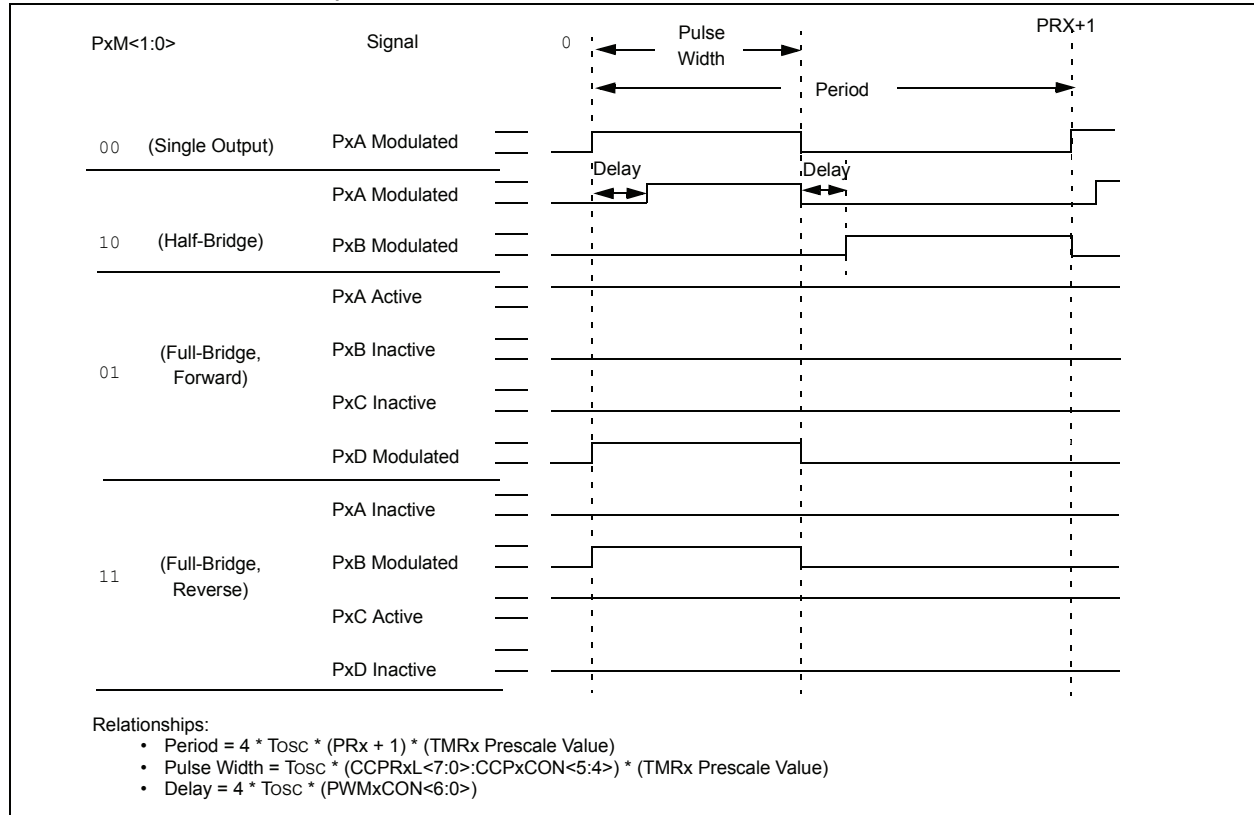 PxM<1:0>
Signal
0
Pulse
Width
PRX+1
Period
00 (Single Output) PxA Modulated
Delay Delay
PxA Modulated
10 (Half-Bridge) PxB Modulated
PxA Active
(Full-Bridge,
Forward)
01
PxB Inactive
PxC Inactive
PxD Modulated
PxA Inactive
(Full-Bridge,
Reverse)
11
PxB Modulated
PxC Active
PxD Inactive
Relationships:
• Period = 4 * TOSC * (PRx + 1) * (TMRx Prescale Value)
• Pulse Width = TOSC * (CCPRxL<7:0>:CCPxCON<5:4>) * (TMRx Prescale Value)
• Delay = 4 * TOSC * (PWMxCON<6:0>)